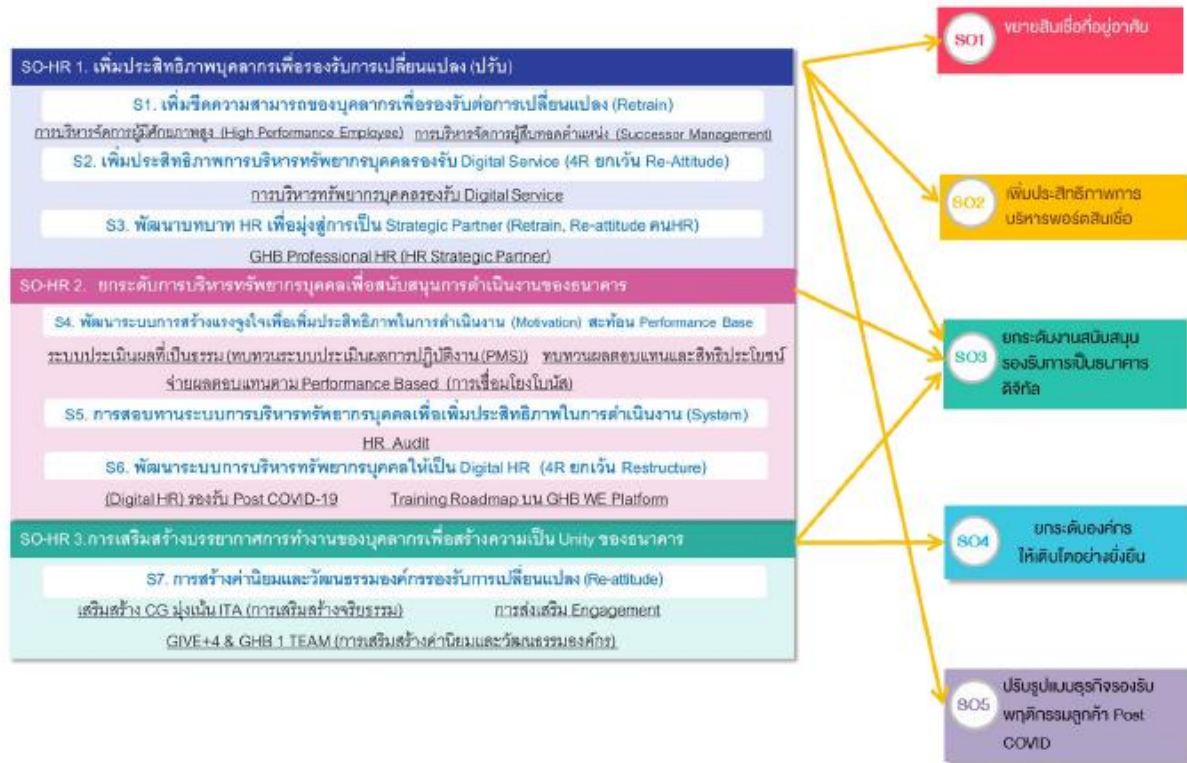 SO-HR 1. เพิ่มประสิทธิภาพบุคลากรเพื่อรองรับการเปลี่ยนแปลง (ปรับ)
S1. เพิ่มขีดความสามารถของบุคลากรเพื่อรองรับต่อการเปลี่ยนแปลง (Retrain)
การบริหารจัดการผู้มีศักยภาพสูง (High Performance Employee) การบริหารจัดการผู้สืบทอดตำแหน่ง (Successor Management)
S2. เพิ่มประสิทธิภาพการบริหารทรัพยากรบุคคลรองรับ Digital Service (4R ยกเว้น Re-Attitude)
การบริหารทรัพยากรบุคคลรองรับ Digital Service
S3. พัฒนาบทบาท HR เพื่อมุ่งสู่การเป็น Strategic Partner (Retrain, Re-attitude คนHR)
GHB Professional HR (HR Strategic Partner)
SO-HR 2. ยกระดับการบริหารทรัพยากรบุคคลเพื่อสนับสนุนการดำเนินงานของธนาคาร
S4. พัฒนาระบบการสร้างแรงจูงใจเพื่อเพิ่มประสิทธิภาพในการดำเนินงาน (Motivation) สะท้อน Performance Base
ระบบประเมินผลที่เป็นธรรม (ทบทวนระบบประเมินผลการปฏิบัติงาน (PMS)) ทบทวนผลตอบแทนและสิทธิประโยชน์
จ่ายผลตอบแทนตาม Performance Based (การเชื่อมโยงโบนัส)
S5. การสอบทานระบบการบริหารทรัพยากรบุคคลเพื่อเพิ่มประสิทธิภาพในการดำเนินงาน (System)
HR Audit
S6. พัฒนาระบบการบริหารทรัพยากรบุคคลให้เป็น Digital HR (4R ยกเว้น Restructure)
(Digital HR) รองรับ Post COVID-19 Training Roadmap บน GHB WE Platform
SO-HR 3.การเสริมสร้างบรรยากาศการทำงานของบุคลากรเพื่อสร้างความเป็น Unity ของธนาคาร
S7. การสร้างค่านิยมและวัฒนธรรมองค์กรรองรับการเปลี่ยนแปลง (Re-attitude)
เสริมสร้าง CG มุ่งเน้น ITA (การเสริมสร้างจริยธรรม) การส่งเสริม Engagement
GIVE+4 & GHB 1 TEAM (การเสริมสร้างค่านิยมและวัฒนธรรมองค์กร)
SO1 ขยายสินเชื่อที่อยู่อาศัย
SO2 เพิ่มประสิทธิภาพการ
บริหารพอร์ตสินเชื่อ
SO3 ยกระดับงานสนับสนุน
รองรับการเป็นธนาคาร
ดิจิทัล
SO4 ยกระดับองค์กร
ให้เติบโตอย่างยั่งยืน
SO5 ปรับรูปแบบธุรกิจรองรับ
พฤติกรรมลูกค้า Post
COVID